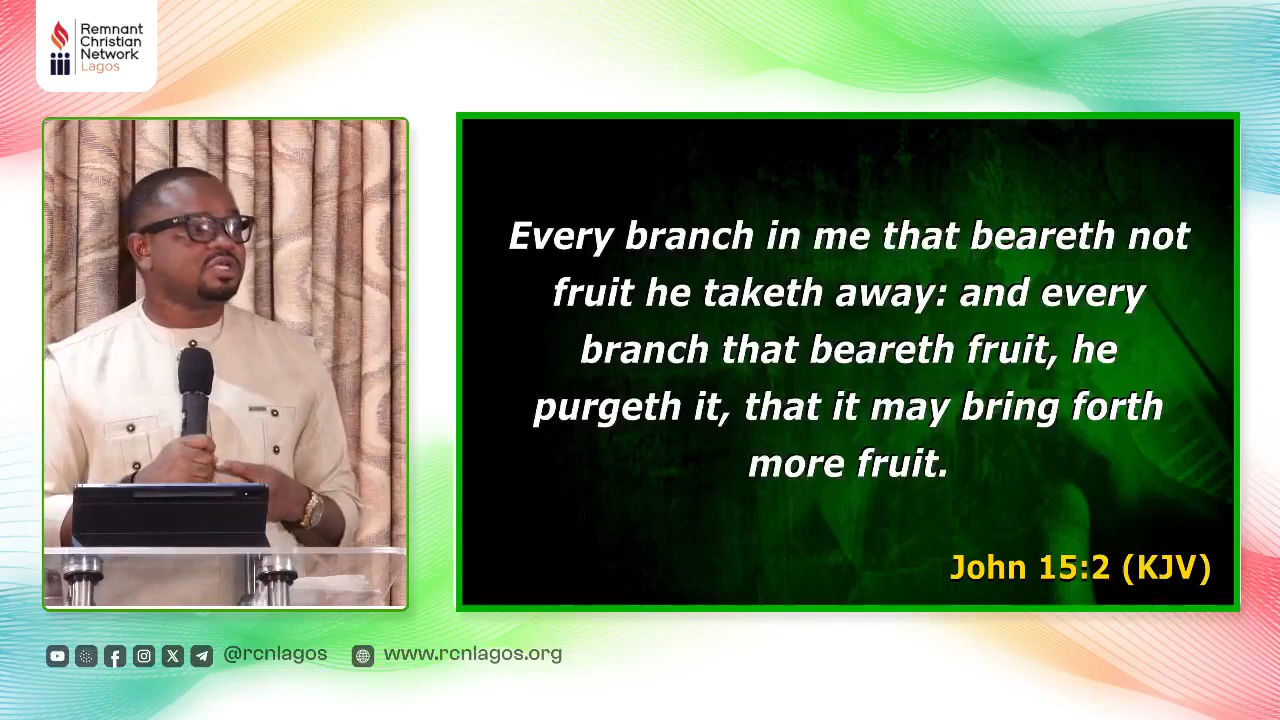 Remnant
Christian
Network
Lagos
Every branch in me that beareth not
fruit he taketh away: and every
branch that beareth fruit, he
purgeth it, that it may bring forth
more fruit.
John 15:2 (KJV)
@rcnlagos www.rcnlagos.org